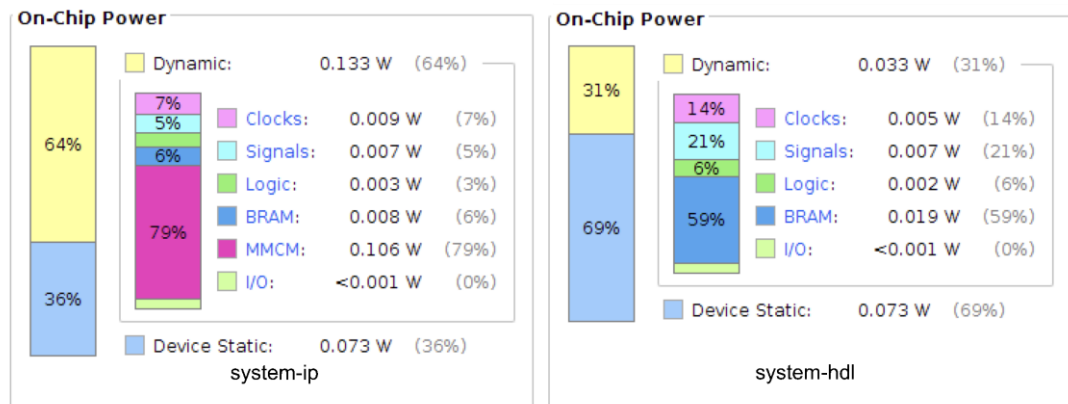 On-Chip Power
64%
36%
Dynamic: 0.133 W (64%)
7%
5%
6%
79%
Clocks: 0.009 W (7%)
Signals: 0.007 W (5%)
Logic: 0.003 W (3%)
BRAM: 0.008 W (6%)
MMCM: 0.106 W (79%)
I/O: <0.001 W (0%)
Device Static: 0.073 W (36%)
system-ip
On-Chip Power
31%
69%
Dynamic: 0.033 W (31%)
14%
21%
6%
59%
Clocks: 0.005 W (14%)
Signals: 0.007 W (21%)
Logic: 0.002 W (6%)
BRAM: 0.019 W (59%)
I/O: <0.001 W (0%)
Device Static: 0.073 W (69%)
system-hdl